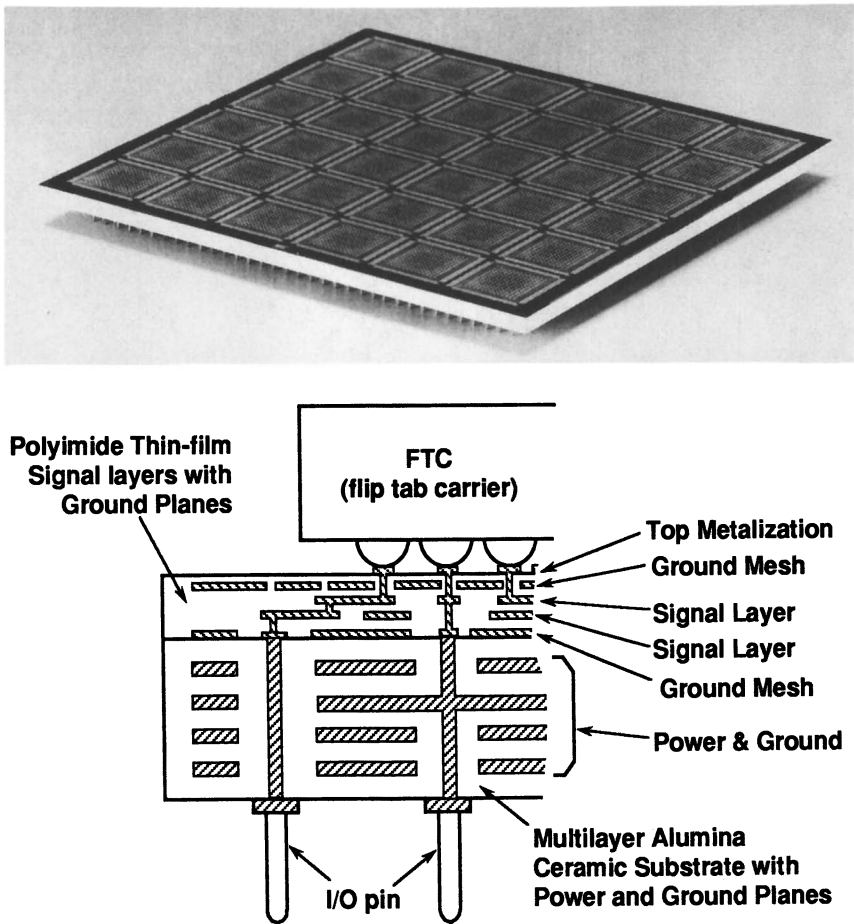 Polyimide Thin-film
Signal layers with
Ground Planes
FTC
(flip tab carrier)
Top Metalization
Ground Mesh
Signal Layer
Signal Layer
Ground Mesh
Power & Ground
Multilayer Alumina
Ceramic Substrate with
Power and Ground Planes
I/O pin